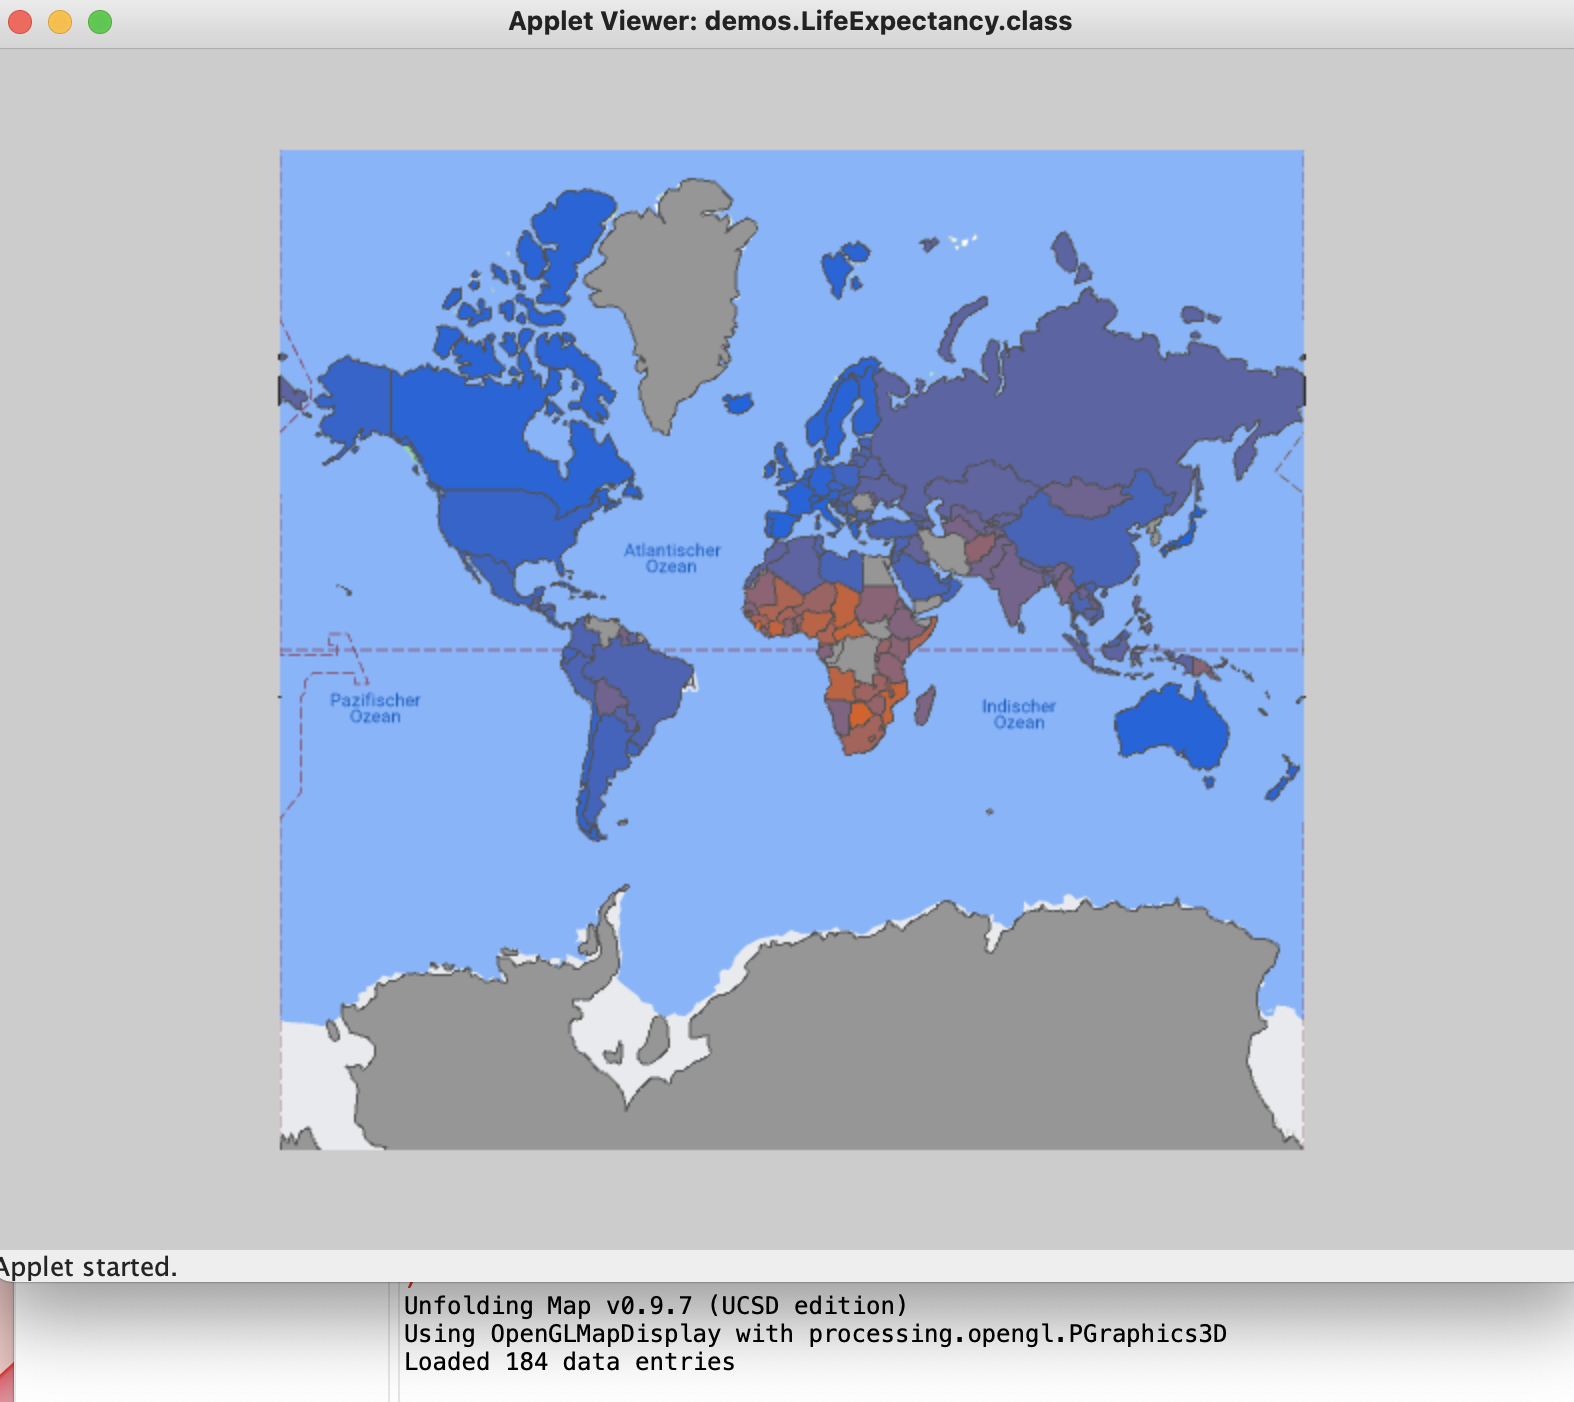 Applet Viewer: demos.LifeExpectancy.class
Atlantischer
Ozean
Pazifischer
Ozean
Indischer
Ozean
Applet started.
Unfolding Map v0.9.7 (UCSD edition)
Using OpenGLMapDisplay with processing.opengl.PGraphics3D
Loaded 184 data entries